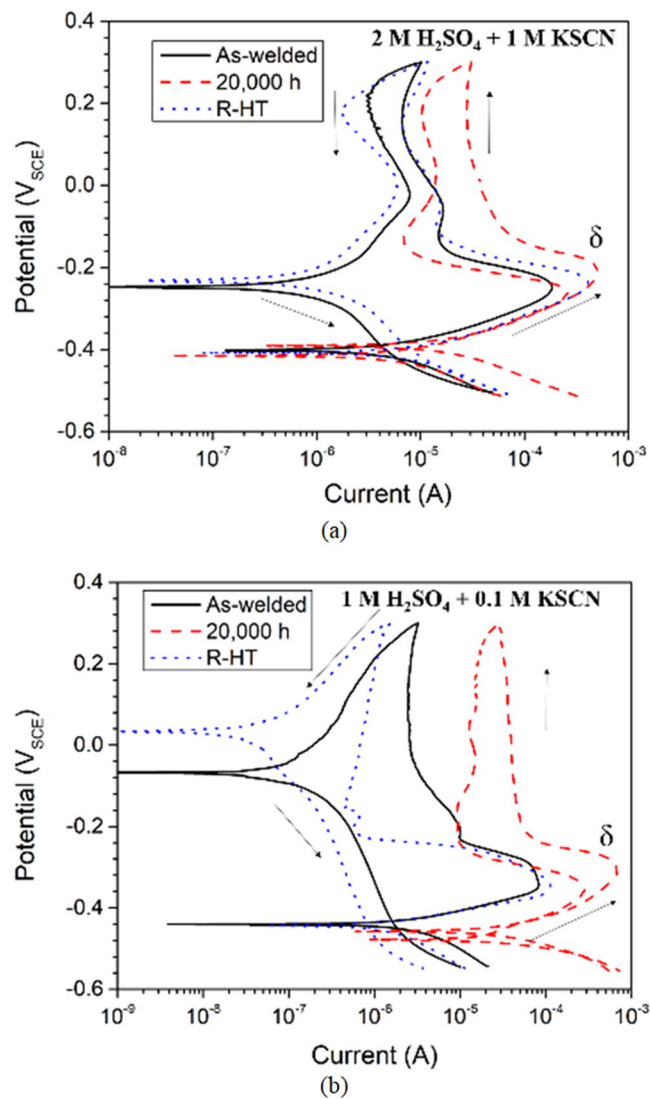 2 M H₂SO₄ + 1 M KSCN
As-welded
20,000 h
R-HT
δ
Potential (V_SCE)
0.4
0.2
0.0
-0.2
-0.4
-0.6
10⁻⁸ 10⁻⁷ 10⁻⁶ 10⁻⁵ 10⁻⁴ 10⁻³
Current (A)
(a)
1 M H₂SO₄ + 0.1 M KSCN
As-welded
20,000 h
R-HT
δ
Potential (V_SCE)
0.4
0.2
0.0
-0.2
-0.4
-0.6
10⁻⁹ 10⁻⁸ 10⁻⁷ 10⁻⁶ 10⁻⁵ 10⁻⁴ 10⁻³
Current (A)
(b)